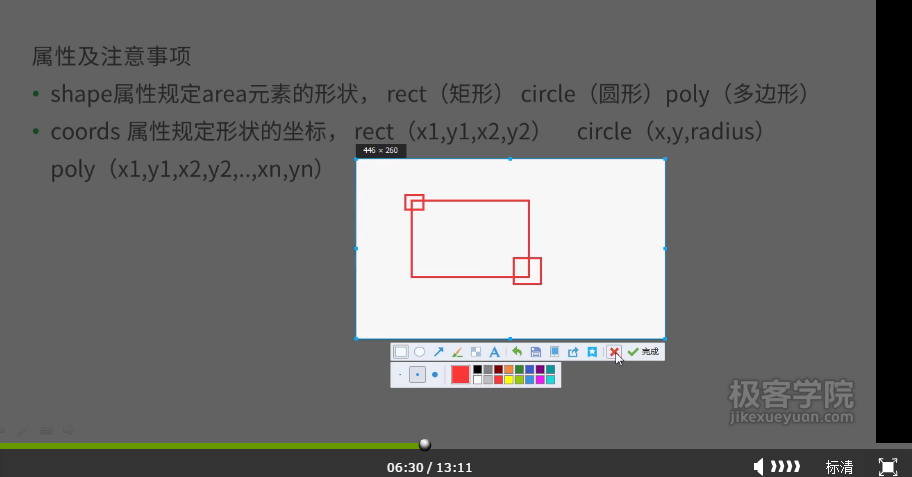 属性及注意事项
• shape属性规定area元素的形状， rect（矩形） circle（圆形）poly（多边形）
• coords 属性规定形状的坐标， rect（x1,y1,x2,y2） circle（x,y,radius）
poly（x1,y1,x2,y2,..,xn,yn）
446 × 260
A
完成
极客学院
jikexueyuan.com
06:30 / 13:11
标清